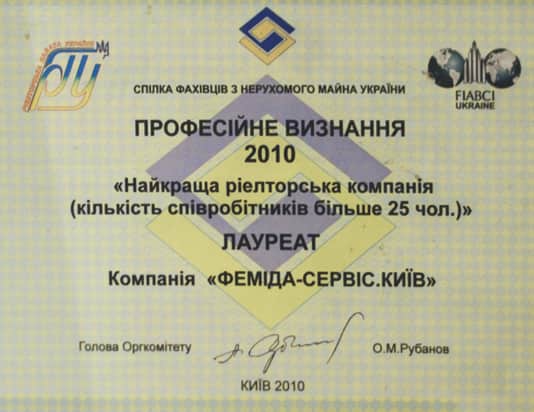 FIABCI
UKRAINE
СПІЛКА ФАХІВЦІВ З НЕРУХОМОГО МАЙНА УКРАЇНИ
ПРОФЕСІЙНЕ ВИЗНАННЯ
2010
«Найкраща ріелторська компанія
(кількість співробітників більше 25 чол.)»
ЛАУРЕАТ
Компанія «ФЕМІДА-СЕРВІС.КИЇВ»
Голова Оргкомітету
О.М.Рубанов
КИЇВ 2010